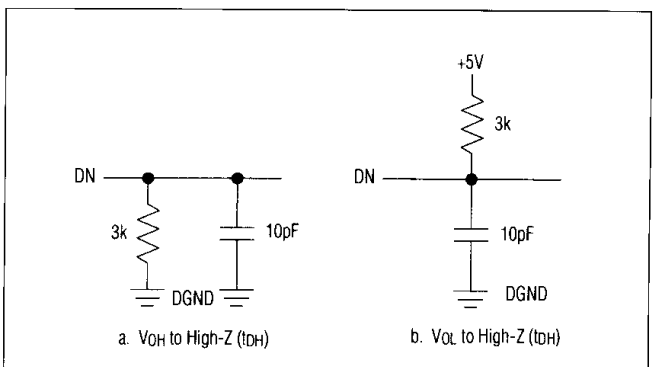 DN
3k
10pF
DGND
a. VOH to High-Z (tDH)
+5V
3k
DN
10pF
DGND
b. VOL to High-Z (tDH)